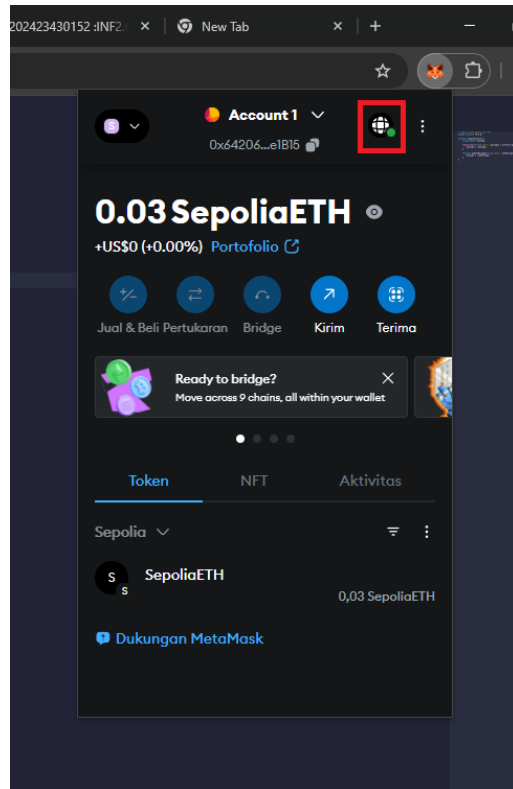 202423430152 :INF2.
New Tab
S
Account 1
0x64206...e1B15
0.03 SepoliaETH
+US$0 (+0.00%) Portofolio
Jual & Beli Pertukaran Bridge Kirim Terima
Ready to bridge?
Move across 9 chains, all within your wallet
Token NFT Aktivitas
Sepolia
S SepoliaETH
S
0,03 SepoliaETH
Dukungan MetaMask